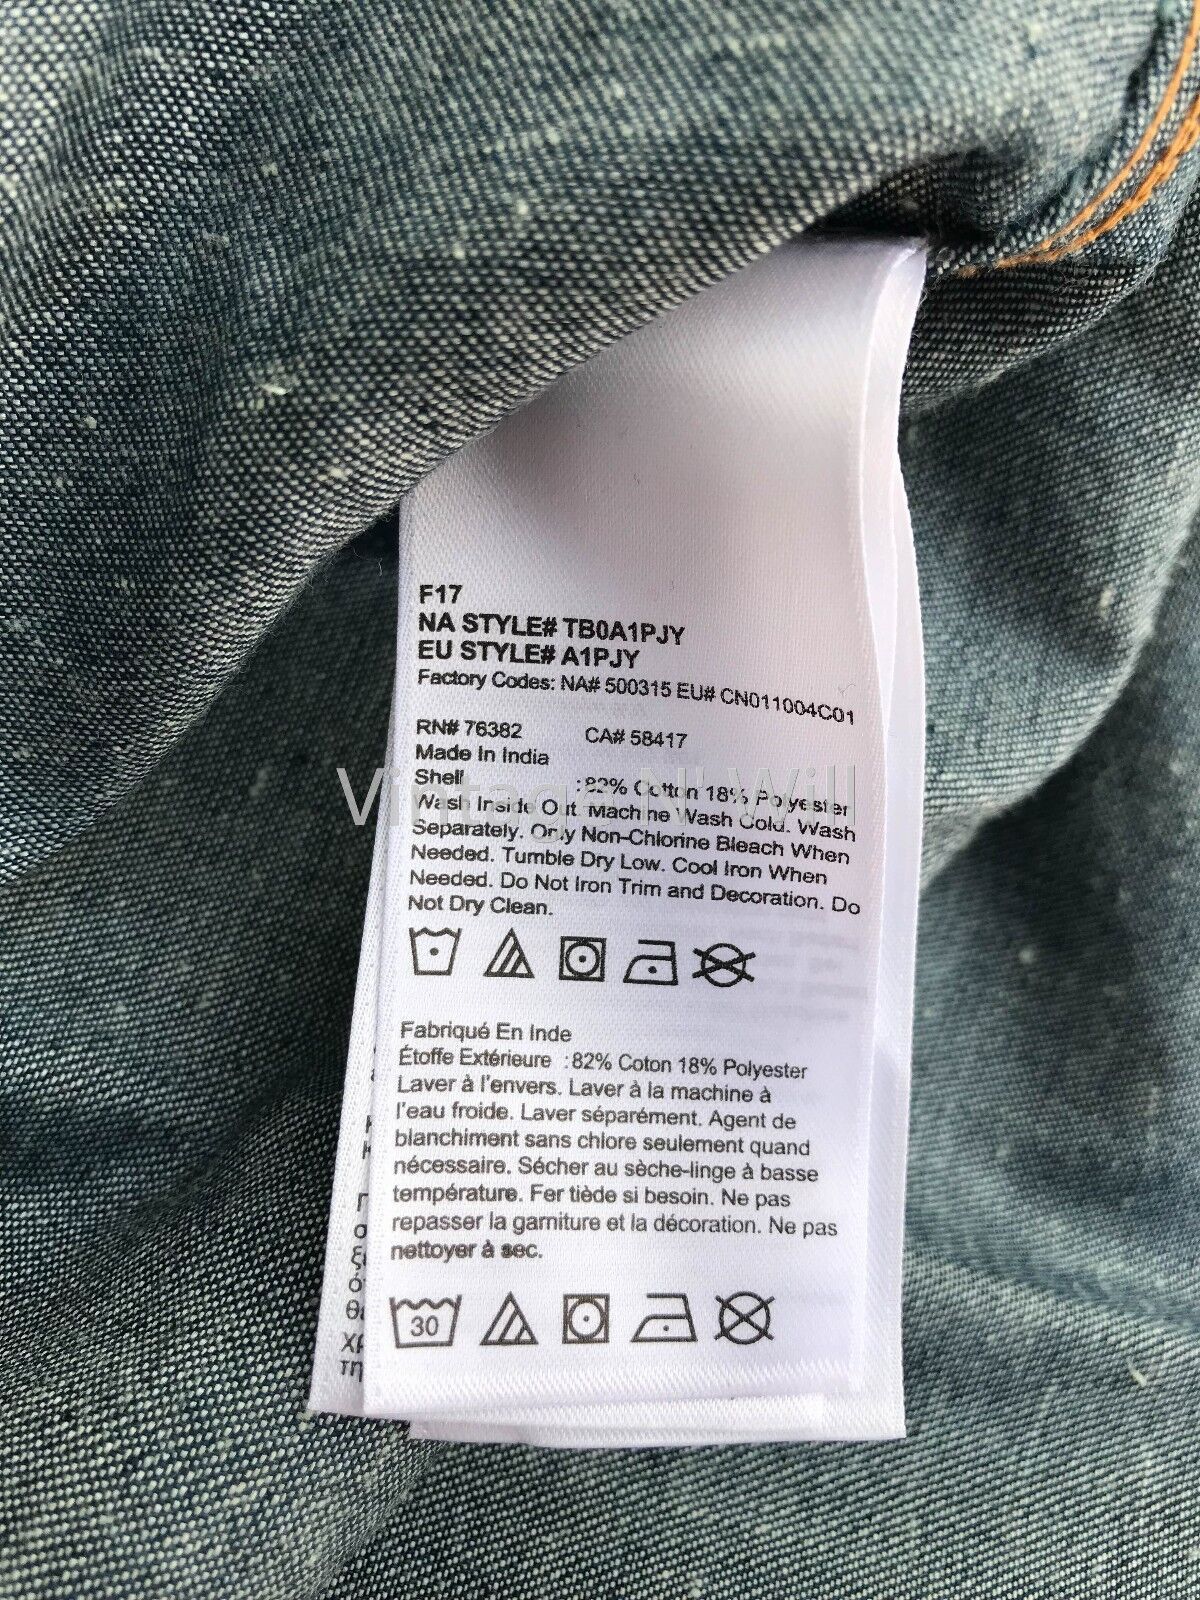 F17
NA STYLE# TB0A1PJY
EU STYLE# A1PJY
Factory Codes: NA# 500315 EU# CN011004C01
RN# 76382 CA# 58417
Made In India
Shell :82% Cotton 18% Polyester
Vintage N' Will
Wash Inside Out. Machine Wash Cold. Wash
Separately. Only Non-Chlorine Bleach When
Needed. Tumble Dry Low. Cool Iron When
Needed. Do Not Iron Trim and Decoration. Do
Not Dry Clean.
Fabriqué En Inde
Étoffe Extérieure :82% Coton 18% Polyester
Laver à l'envers. Laver à la machine à
l'eau froide. Laver séparément. Agent de
blanchiment sans chlore seulement quand
nécessaire. Sécher au sèche-linge à basse
température. Fer tiède si besoin. Ne pas
repasser la garniture et la décoration. Ne pas
nettoyer à sec.
30